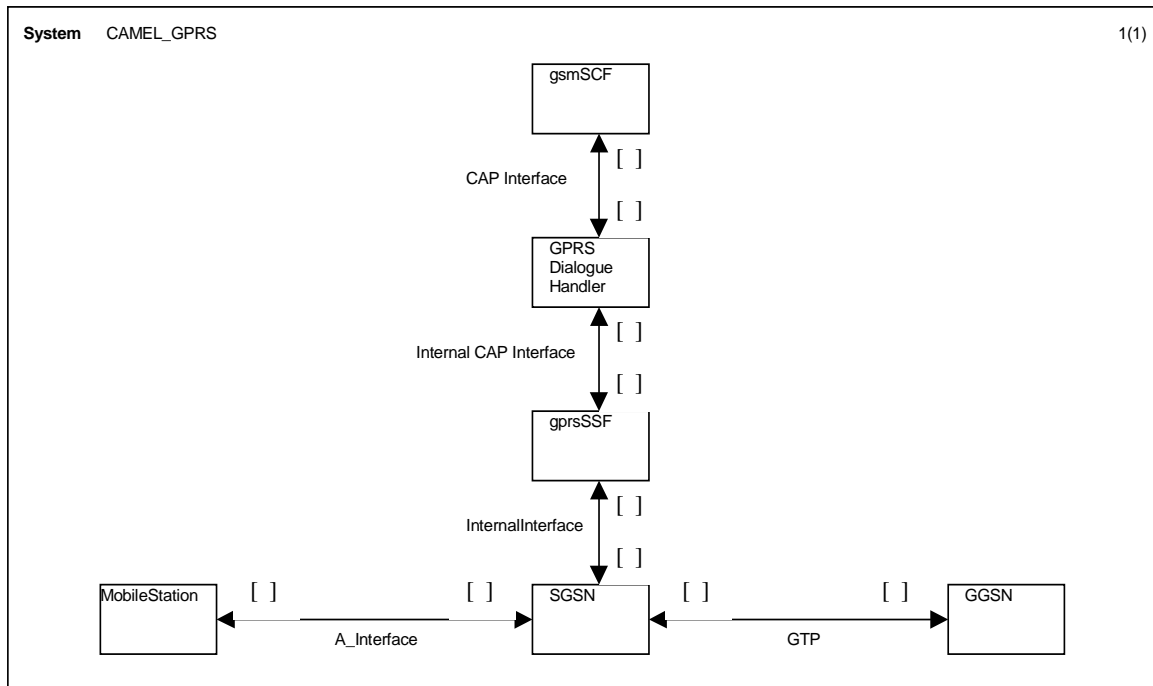 System CAMEL_GPRS 1(1)
gsmSCF
[ ]
CAP Interface
[ ]
GPRS
Dialogue
Handler
[ ]
Internal CAP Interface
[ ]
gprsSSF
[ ]
InternalInterface
[ ]
MobileStation [ ] [ ] SGSN [ ] [ ] GGSN
A_Interface GTP